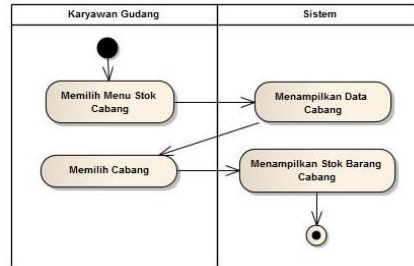 Karyawan Gudang
Sistem
Memilih Menu Stok
Cabang
Menampilkan Data
Cabang
Memilih Cabang
Menampilkan Stok Barang
Cabang